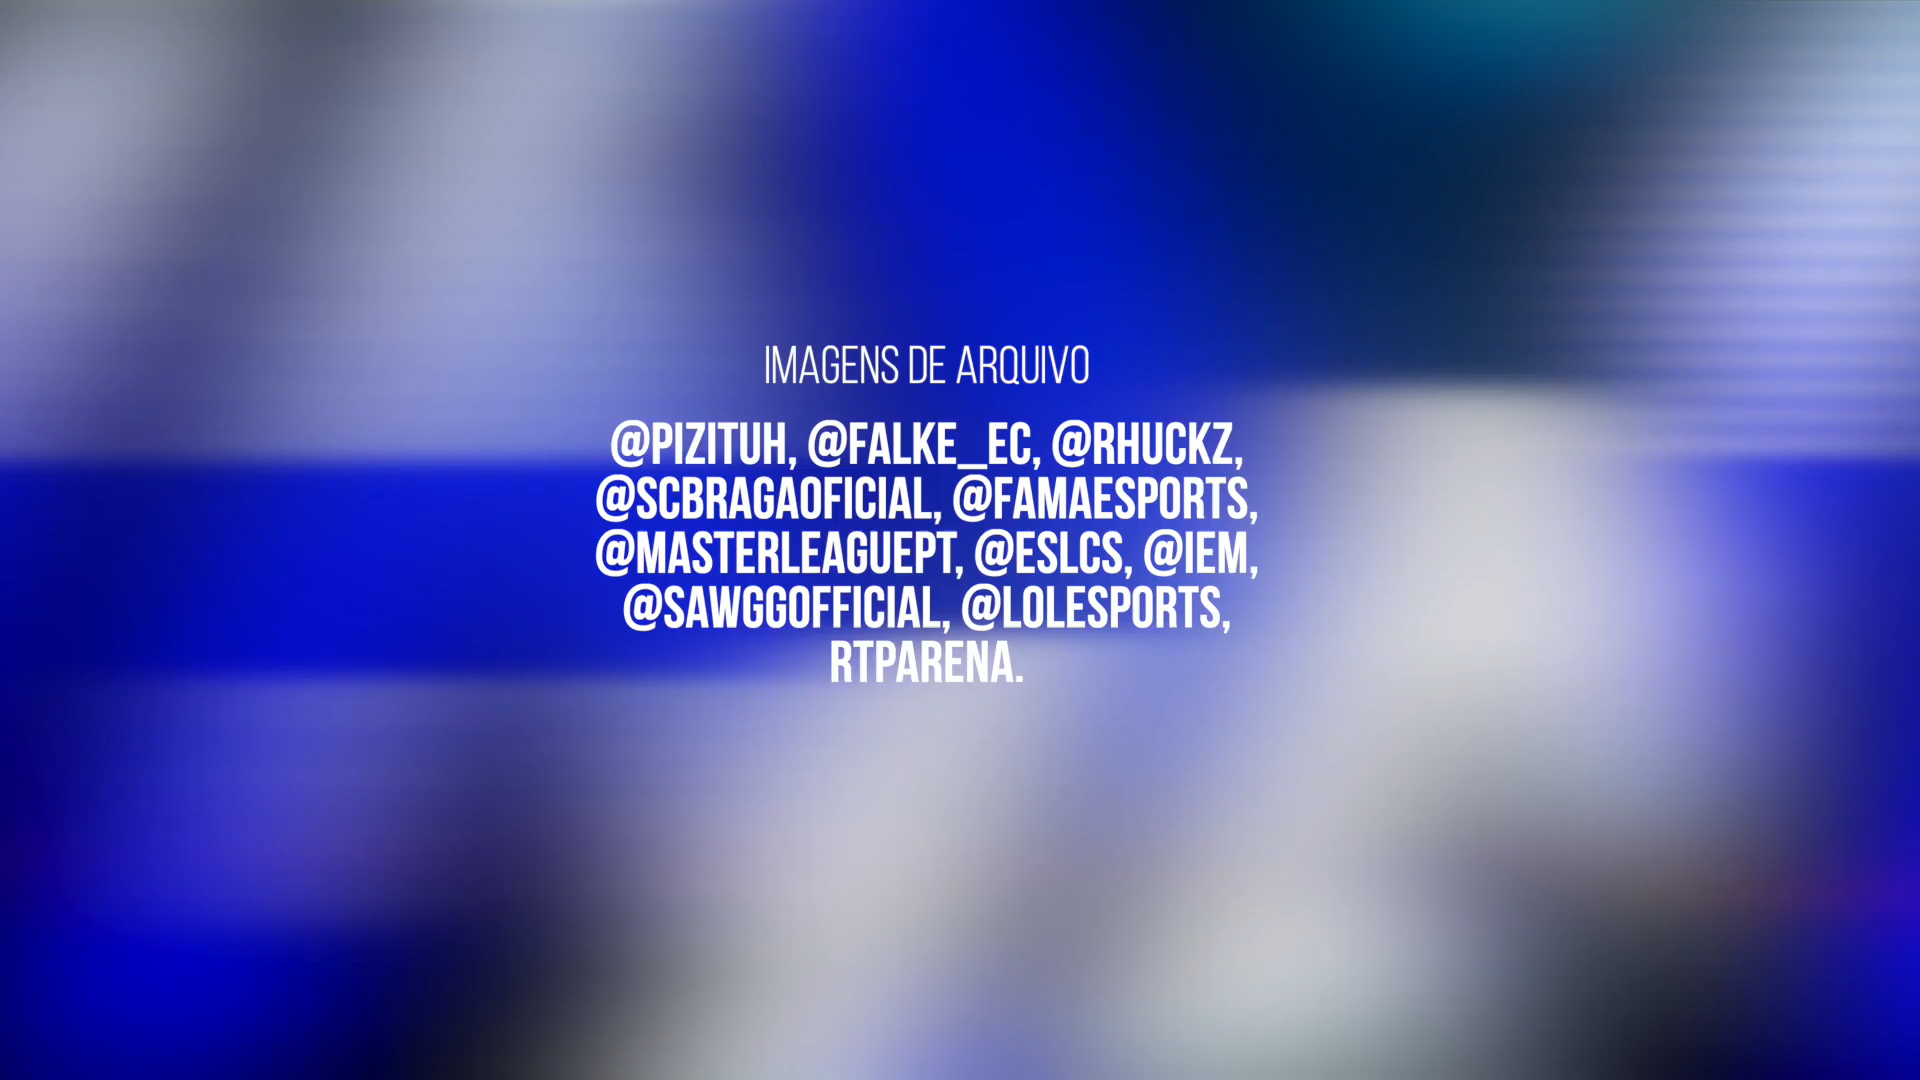 IMAGENS DE ARQUIVO
@PIZITUH, @FALKE_EC, @RHUCKZ,
@SCBRAGAOFICIAL, @FAMAESPORTS,
@MASTERLEAGUEPT, @ESLCS, @IEM,
@SAWGGOFFICIAL, @LOLESPORTS,
RTPARENA.